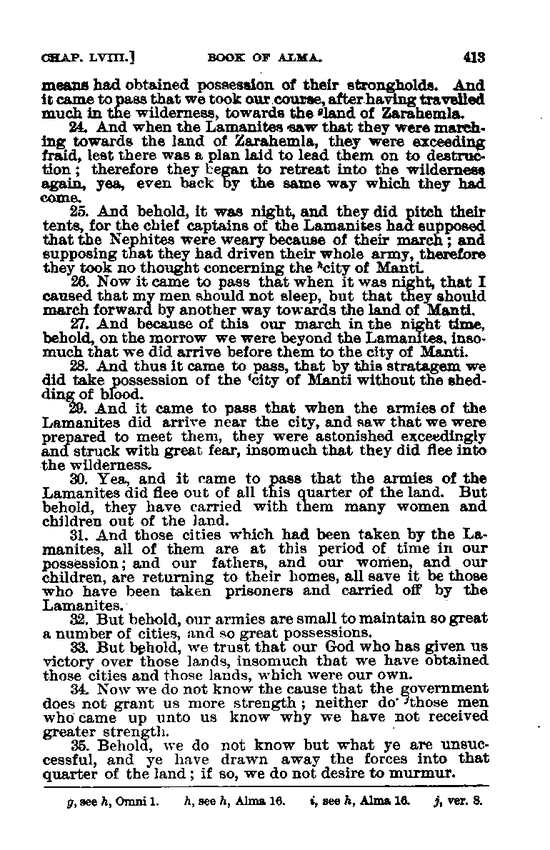 CHAP. LVIII.] BOOK OF ALMA. 413
means had obtained possession of their strongholds. And
it came to pass that we took our course, after having travelled
much in the wilderness, towards the ᵍland of Zarahemla.
24. And when the Lamanites saw that they were march-
ing towards the land of Zarahemla, they were exceeding
fraid, lest there was a plan laid to lead them on to destruc-
tion; therefore they began to retreat into the wilderness
again, yea, even back by the same way which they had
come.
25. And behold, it was night, and they did pitch their
tents, for the chief captains of the Lamanites had supposed
that the Nephites were weary because of their march; and
supposing that they had driven their whole army, therefore
they took no thought concerning the ʰcity of Manti.
26. Now it came to pass that when it was night, that I
caused that my men should not sleep, but that they should
march forward by another way towards the land of Manti.
27. And because of this our march in the night time,
behold, on the morrow we were beyond the Lamanites, inso-
much that we did arrive before them to the city of Manti.
28. And thus it came to pass, that by this stratagem we
did take possession of the ⁱcity of Manti without the shed-
ding of blood.
29. And it came to pass that when the armies of the
Lamanites did arrive near the city, and saw that we were
prepared to meet them, they were astonished exceedingly
and struck with great fear, insomuch that they did flee into
the wilderness.
30. Yea, and it came to pass that the armies of the
Lamanites did flee out of all this quarter of the land. But
behold, they have carried with them many women and
children out of the land.
31. And those cities which had been taken by the La-
manites, all of them are at this period of time in our
possession; and our fathers, and our women, and our
children, are returning to their homes, all save it be those
who have been taken prisoners and carried off by the
Lamanites.
32. But behold, our armies are small to maintain so great
a number of cities, and so great possessions.
33. But behold, we trust that our God who has given us
victory over those lands, insomuch that we have obtained
those cities and those lands, which were our own.
34. Now we do not know the cause that the government
does not grant us more strength; neither do ʲthose men
who came up unto us know why we have not received
greater strength.
35. Behold, we do not know but what ye are unsuc-
cessful, and ye have drawn away the forces into that
quarter of the land; if so, we do not desire to murmur.
g, see h, Omni 1. h, see h, Alma 16. i, see h, Alma 16. j, ver. 8.